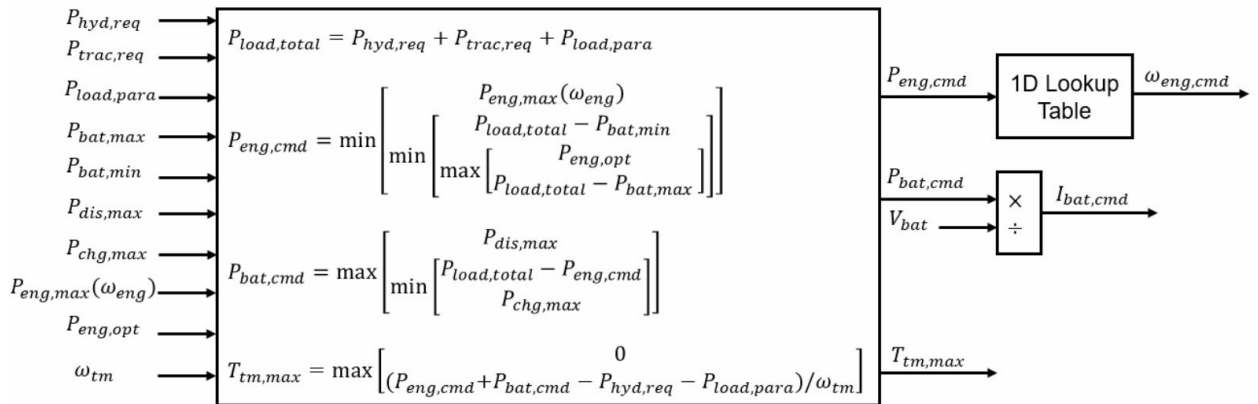 P_{hyd,req}
P_{trac,req}
P_{load,para}
P_{bat,max}
P_{bat,min}
P_{dis,max}
P_{chg,max}
P_{eng,max}(ω_{eng})
P_{eng,opt}
ω_{tm}
P_{load,total} = P_{hyd,req} + P_{trac,req} + P_{load,para}
P_{eng,max}(ω_{eng})
P_{load,total} − P_{bat,min}
P_{eng,cmd} = min [ min [ P_{eng,opt}
max [ P_{load,total} − P_{bat,max} ] ] ]
P_{dis,max}
P_{bat,cmd} = max [ min [ P_{load,total} − P_{eng,cmd} ] ]
P_{chg,max}
0
T_{tm,max} = max [ (P_{eng,cmd}+P_{bat,cmd} − P_{hyd,req} − P_{load,para})/ω_{tm} ]
P_{eng,cmd}
1D Lookup
Table
ω_{eng,cmd}
P_{bat,cmd}
V_{bat}
×
÷
I_{bat,cmd}
T_{tm,max}